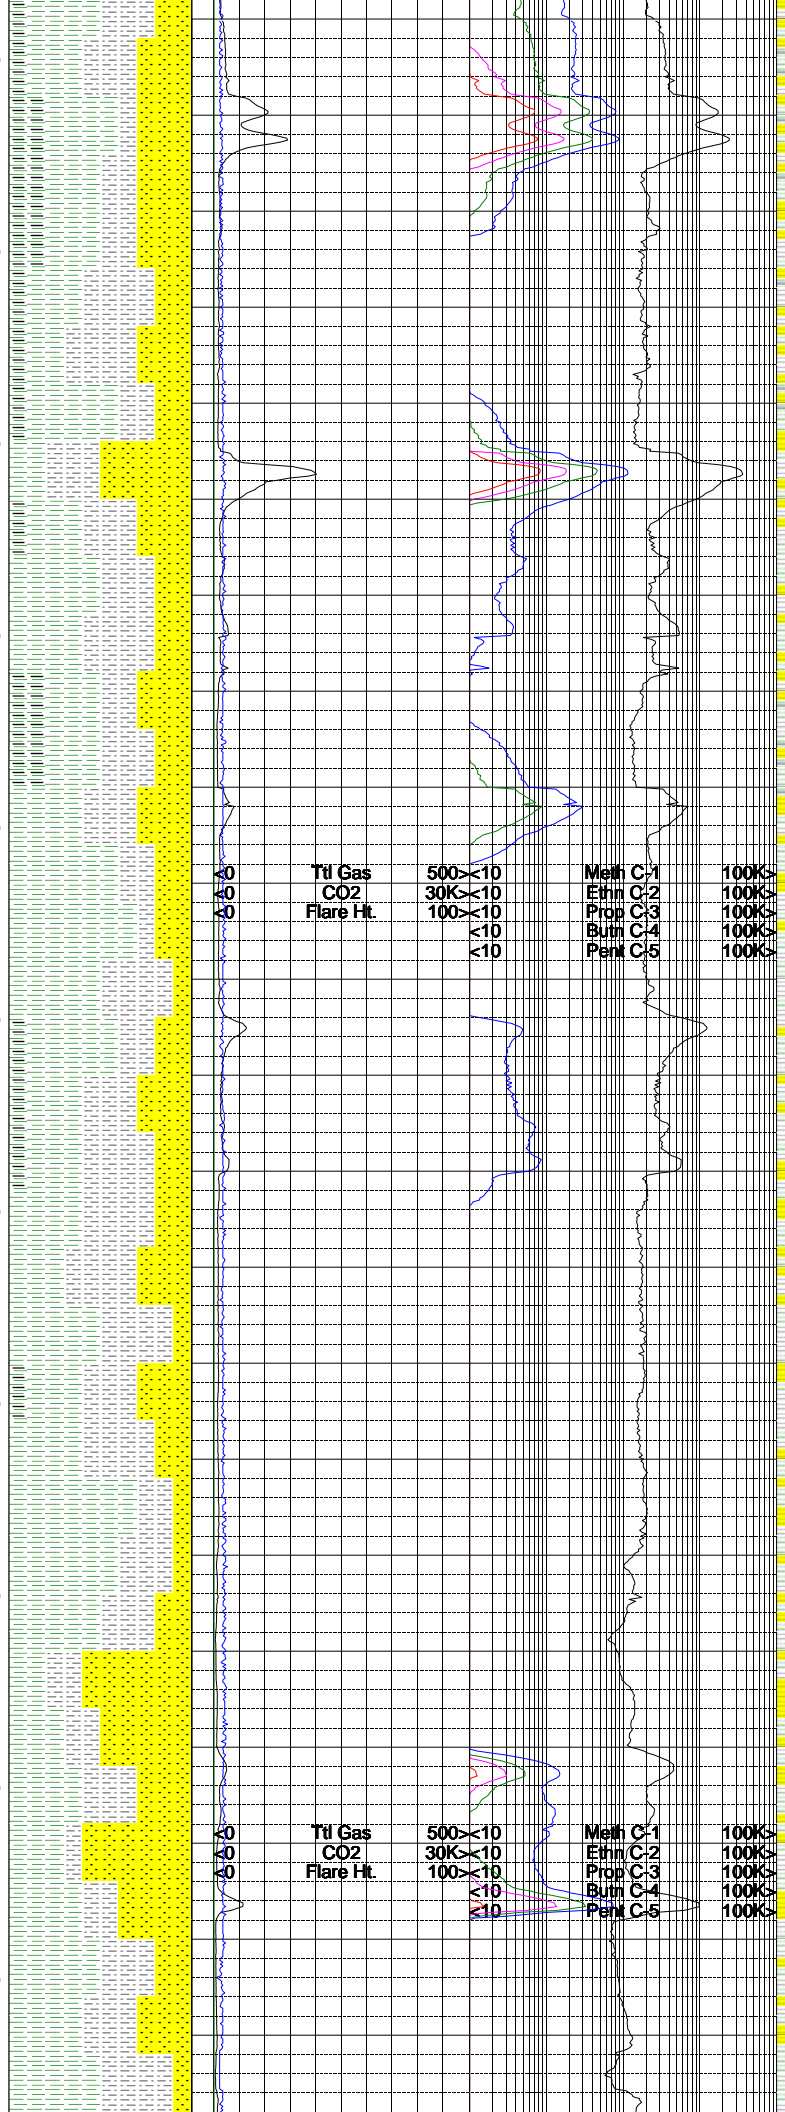 <0 Ttl Gas 500><10 Meth C-1 100K>
<0 CO2 30K><10 Ethn C-2 100K>
<0 Flare Ht. 100><10 Prop C-3 100K>
<10 Butn C-4 100K>
<10 Pent C-5 100K>
<0 Ttl Gas 500><10 Meth C-1 100K>
<0 CO2 30K><10 Ethn C-2 100K>
<0 Flare Ht. 100><10 Prop C-3 100K>
<10 Butn C-4 100K>
<10 Pent C-5 100K>